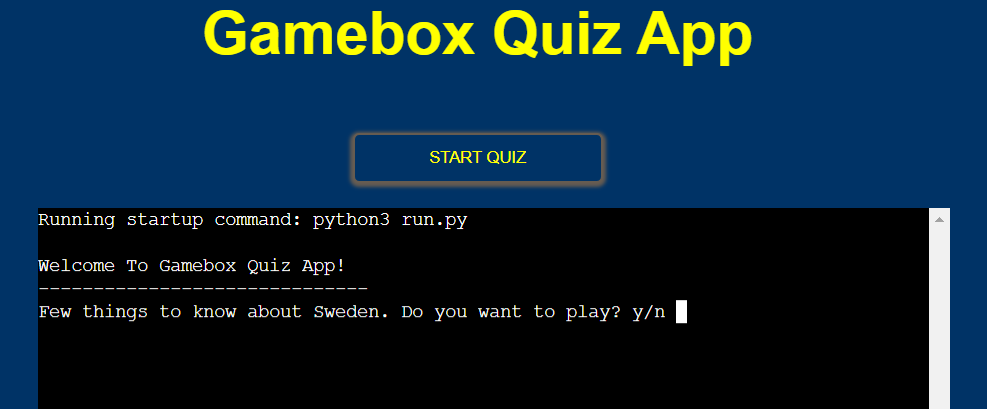 Gamebox Quiz App
START QUIZ
Running startup command: python3 run.py
Welcome To Gamebox Quiz App!
------------------------------
Few things to know about Sweden. Do you want to play? y/n